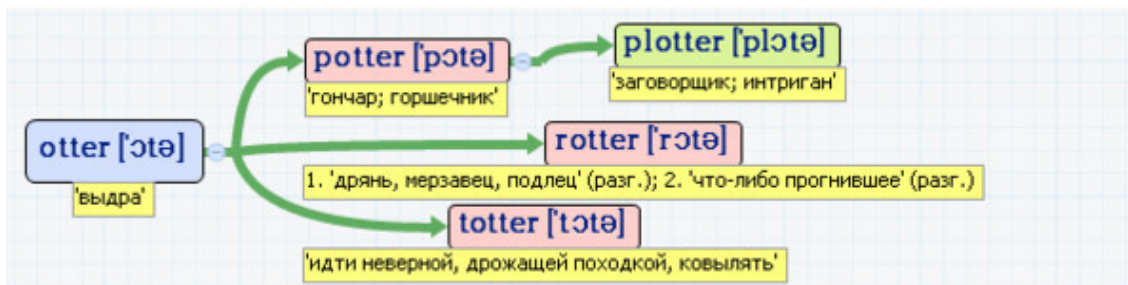 potter ['pɔtə]
plotter ['plɔtə]
'гончар; горшечник'
'заговорщик; интриган'
otter ['ɔtə]
'выдра'
rotter ['rɔtə]
1. 'дрянь, мерзавец, подлец' (разг.); 2. 'что-либо прогнившее' (разг.)
totter ['tɔtə]
'идти неверной, дрожащей походкой, ковылять'